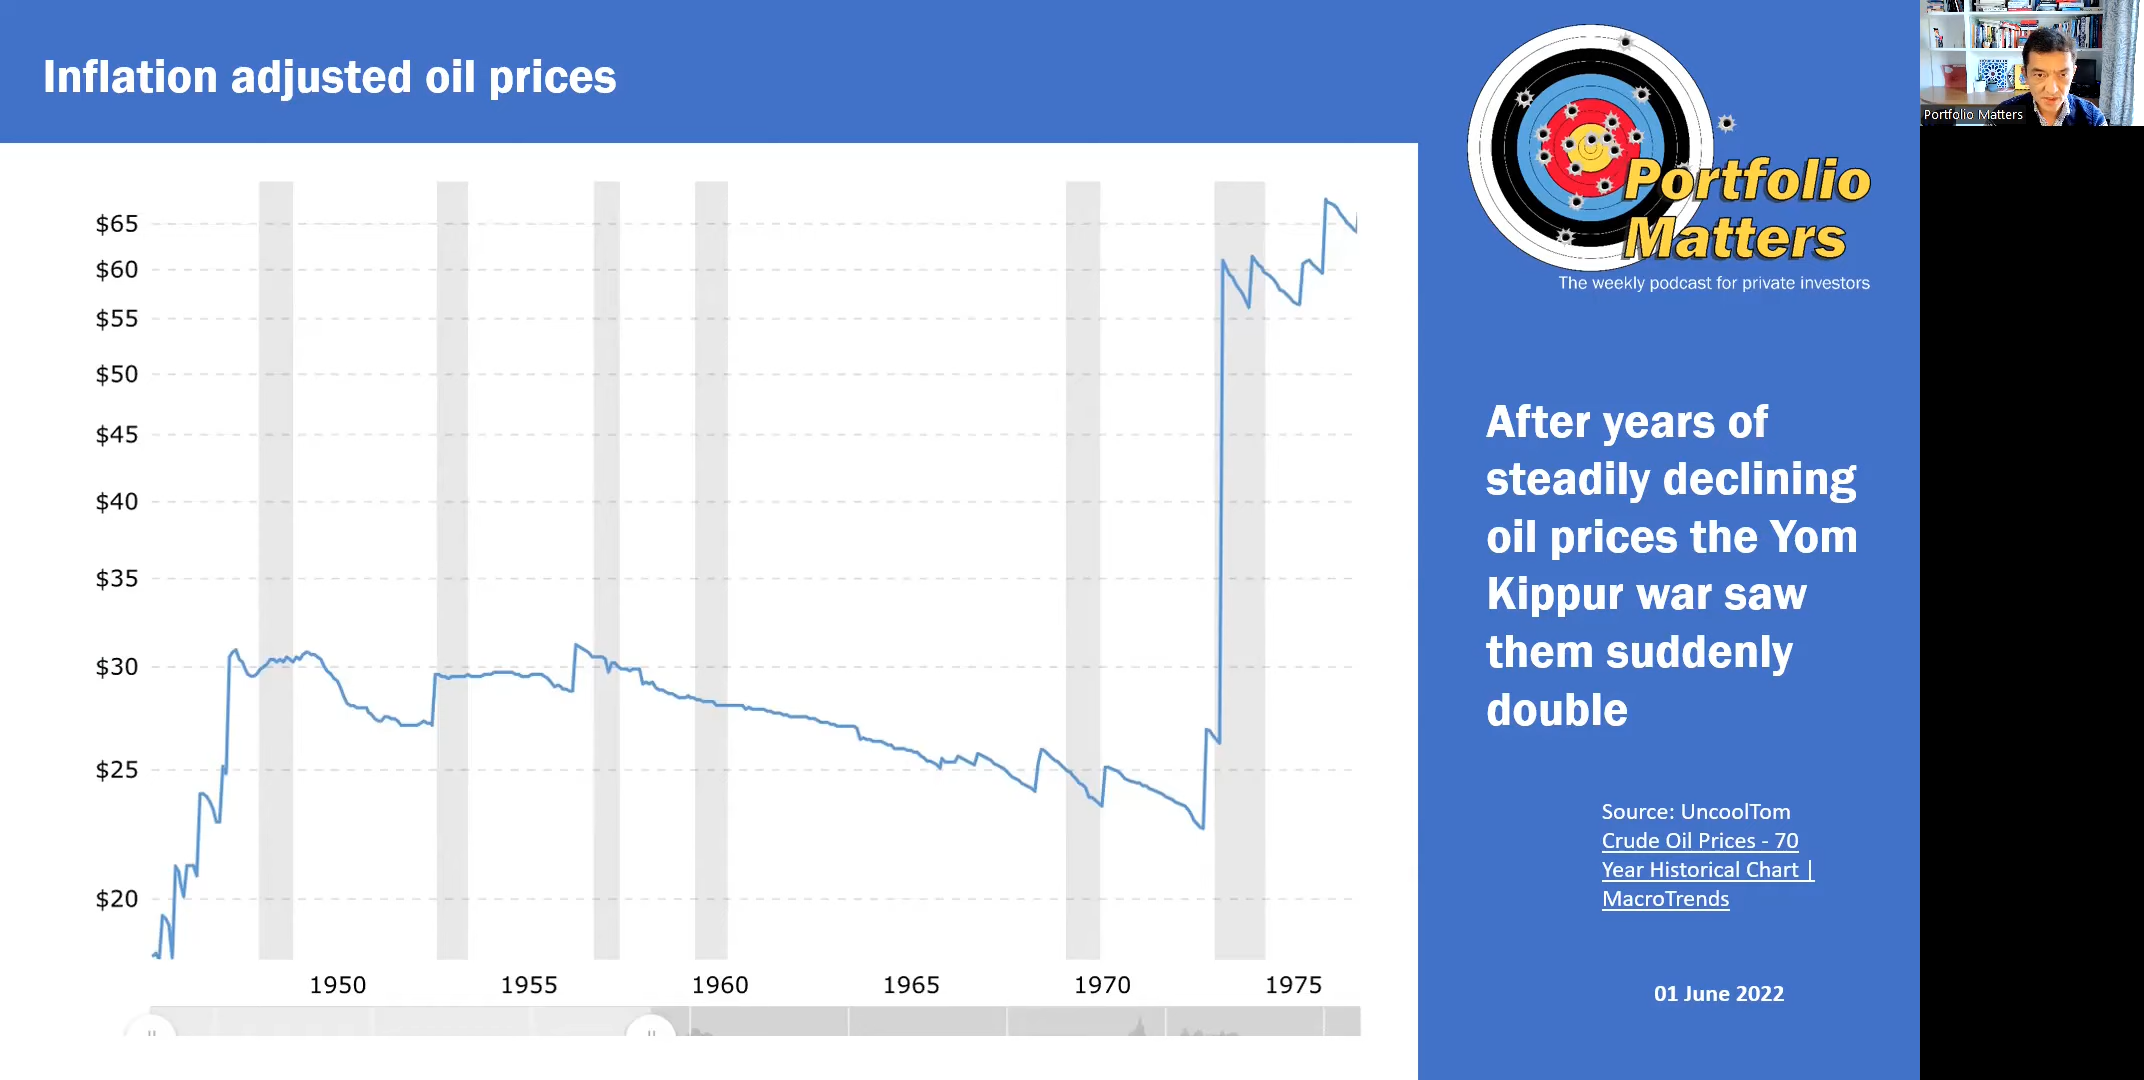 Inflation adjusted oil prices
$65
$60
$55
$50
$45
$40
$35
$30
$25
$20
1950 1955 1960 1965 1970 1975
Portfolio
Matters
The weekly podcast for private investors
After years of
steadily declining
oil prices the Yom
Kippur war saw
them suddenly
double
Source: UncoolTom
Crude Oil Prices - 70
Year Historical Chart |
MacroTrends
01 June 2022
Portfolio Matters